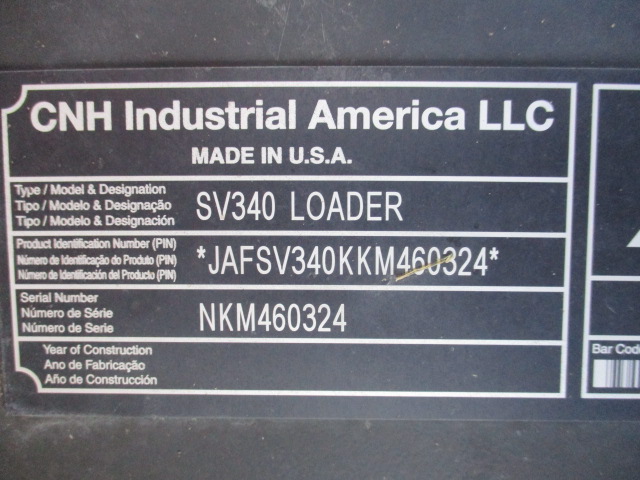 CNH Industrial America LLC
MADE IN U.S.A.
Type / Model & Designation
Tipo / Modelo & Designação
Tipo / Modelo & Designación
SV340 LOADER
Product Identification Number (PIN)
Número de Identificação do Produto (PIN)
Número de Identificación del Producto (PIN)
*JAFSV340KKM460324*
Serial Number
Número de Série
Número de Serie
NKM460324
Year of Construction
Ano de Fabricação
Año de Construcción
Bar Code